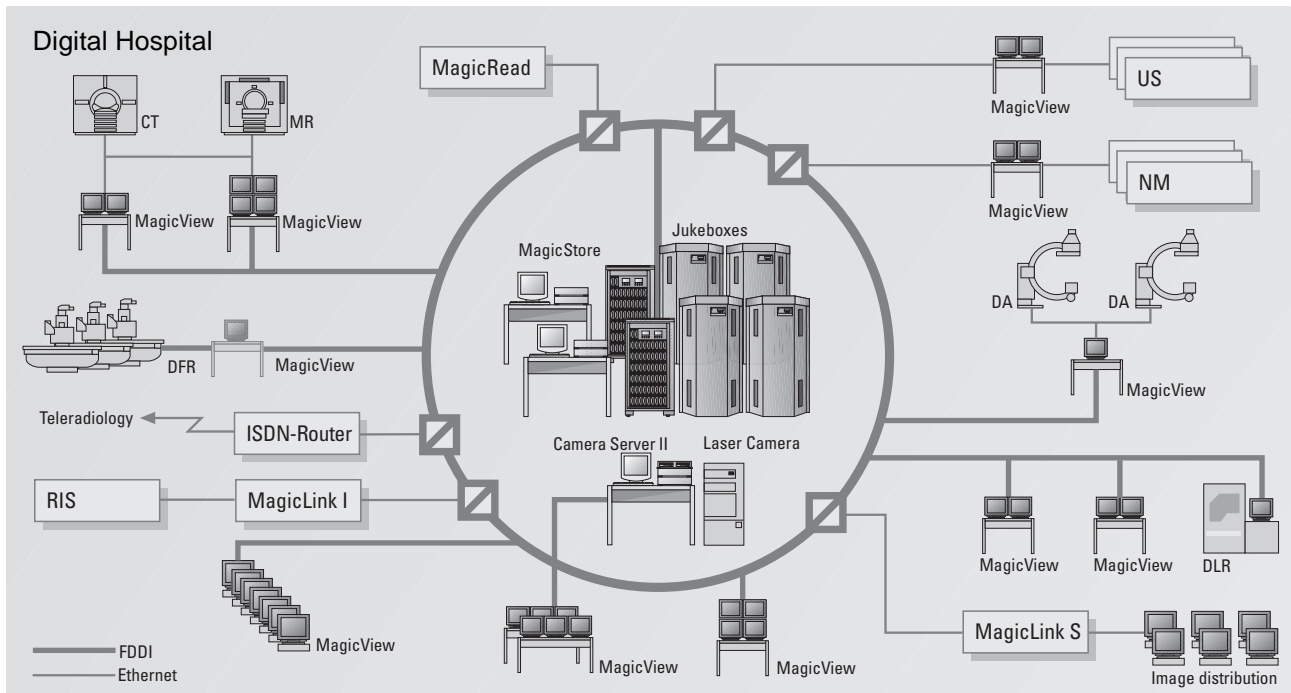 Digital Hospital
MagicRead
US
CT
MR
MagicView
MagicView
MagicView
NM
MagicView
Jukeboxes
MagicStore
MagicView
DA
DA
DFR
MagicView
MagicView
Teleradiology
ISDN-Router
Camera Server II
Laser Camera
RIS
MagicLink I
MagicView
MagicView
DLR
MagicLink S
MagicView
MagicView
MagicView
FDDI
Ethernet
Image distribution